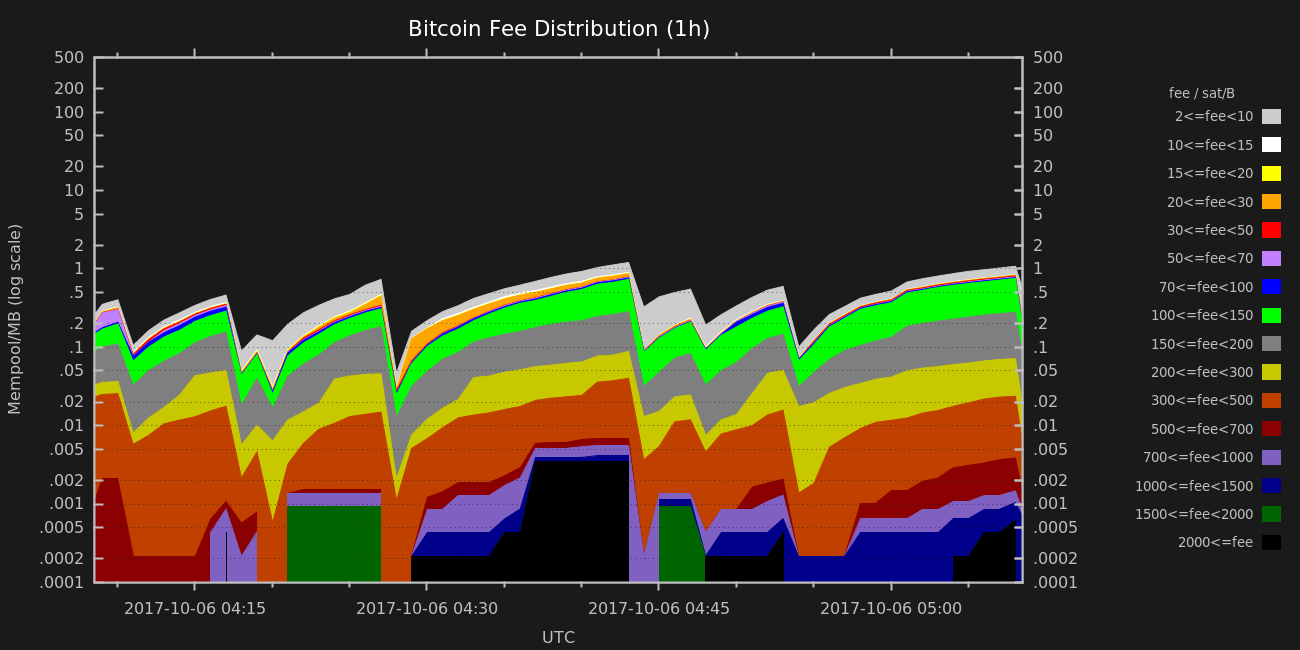 Bitcoin Fee Distribution (1h)
500
200
100
50
20
10
5
2
1
.5
.2
.1
.05
.02
.01
.005
.002
.001
.0005
.0002
.0001
Mempool/MB (log scale)
500
200
100
50
20
10
5
2
1
.5
.2
.1
.05
.02
.01
.005
.002
.001
.0005
.0002
.0001
2017-10-06 04:15
2017-10-06 04:30
2017-10-06 04:45
2017-10-06 05:00
UTC
fee / sat/B
2<=fee<10
10<=fee<15
15<=fee<20
20<=fee<30
30<=fee<50
50<=fee<70
70<=fee<100
100<=fee<150
150<=fee<200
200<=fee<300
300<=fee<500
500<=fee<700
700<=fee<1000
1000<=fee<1500
1500<=fee<2000
2000<=fee